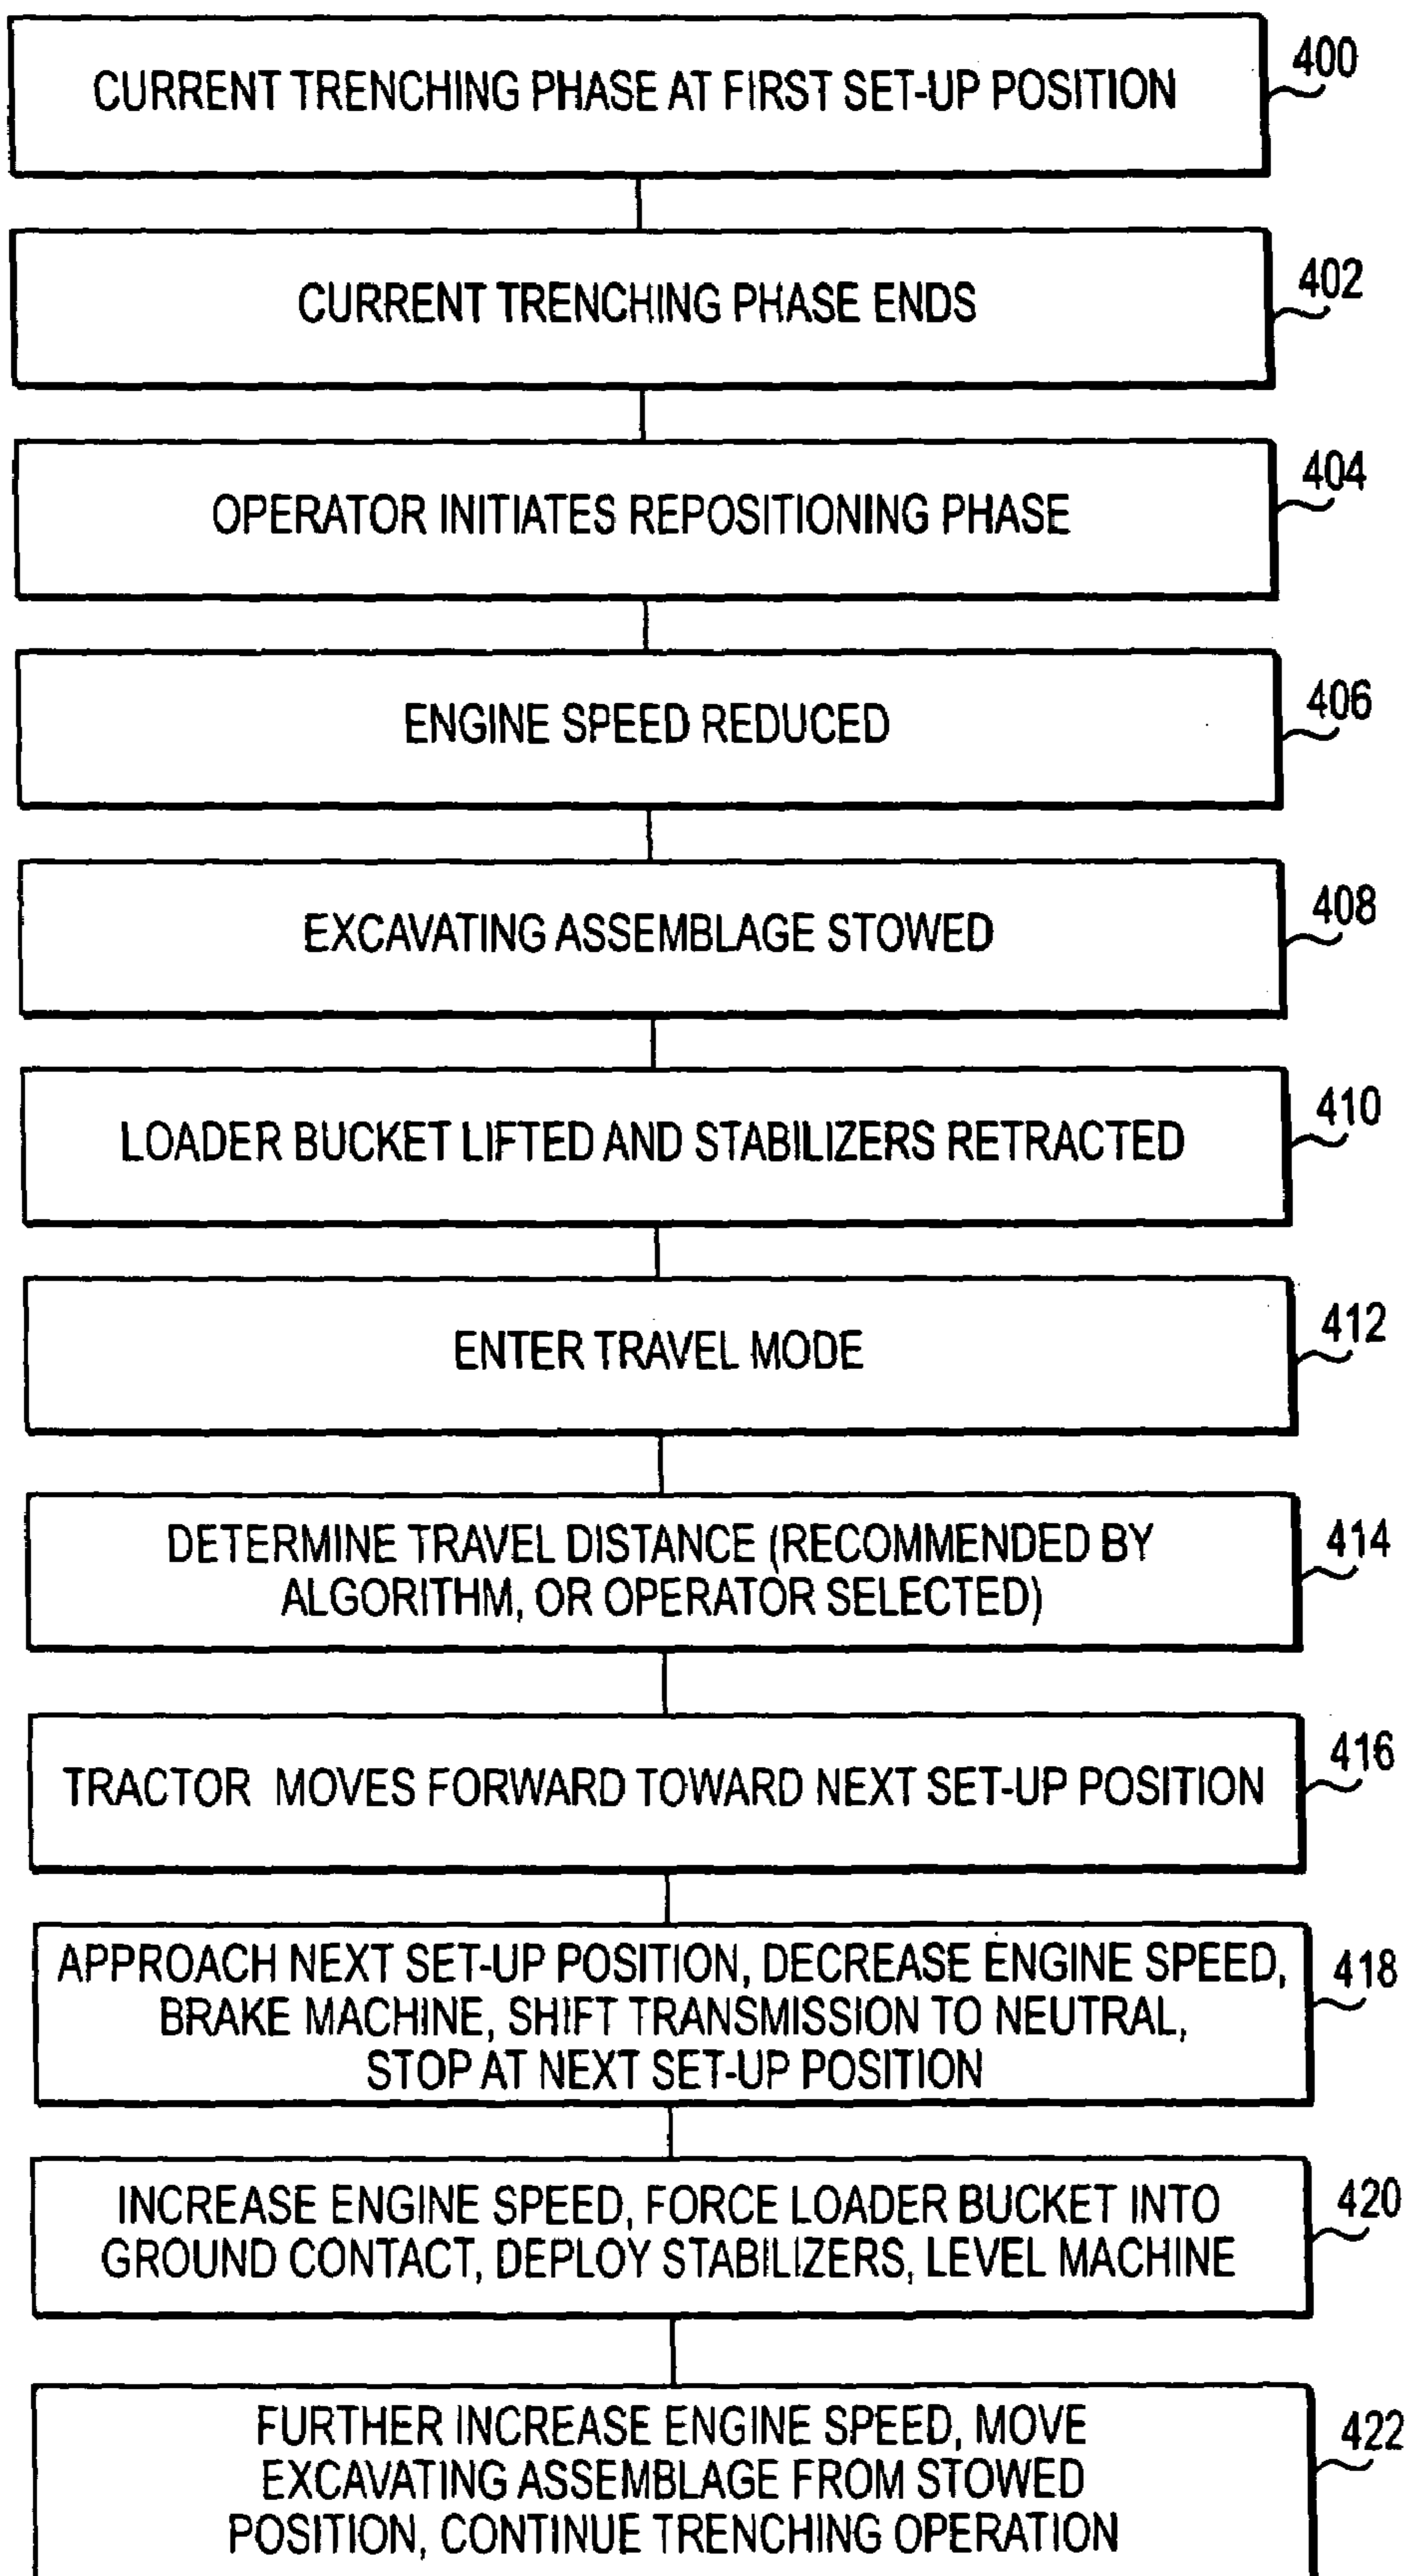 CURRENT TRENCHING PHASE AT FIRST SET-UP POSITION
400
CURRENT TRENCHING PHASE ENDS
402
OPERATOR INITIATES REPOSITIONING PHASE
404
ENGINE SPEED REDUCED
406
EXCAVATING ASSEMBLAGE STOWED
408
LOADER BUCKET LIFTED AND STABILIZERS RETRACTED
410
ENTER TRAVEL MODE
412
DETERMINE TRAVEL DISTANCE (RECOMMENDED BY
ALGORITHM, OR OPERATOR SELECTED)
414
TRACTOR MOVES FORWARD TOWARD NEXT SET-UP POSITION
416
APPROACH NEXT SET-UP POSITION, DECREASE ENGINE SPEED,
BRAKE MACHINE, SHIFT TRANSMISSION TO NEUTRAL,
STOP AT NEXT SET-UP POSITION
418
INCREASE ENGINE SPEED, FORCE LOADER BUCKET INTO
GROUND CONTACT, DEPLOY STABILIZERS, LEVEL MACHINE
420
FURTHER INCREASE ENGINE SPEED, MOVE
EXCAVATING ASSEMBLAGE FROM STOWED
POSITION, CONTINUE TRENCHING OPERATION
422